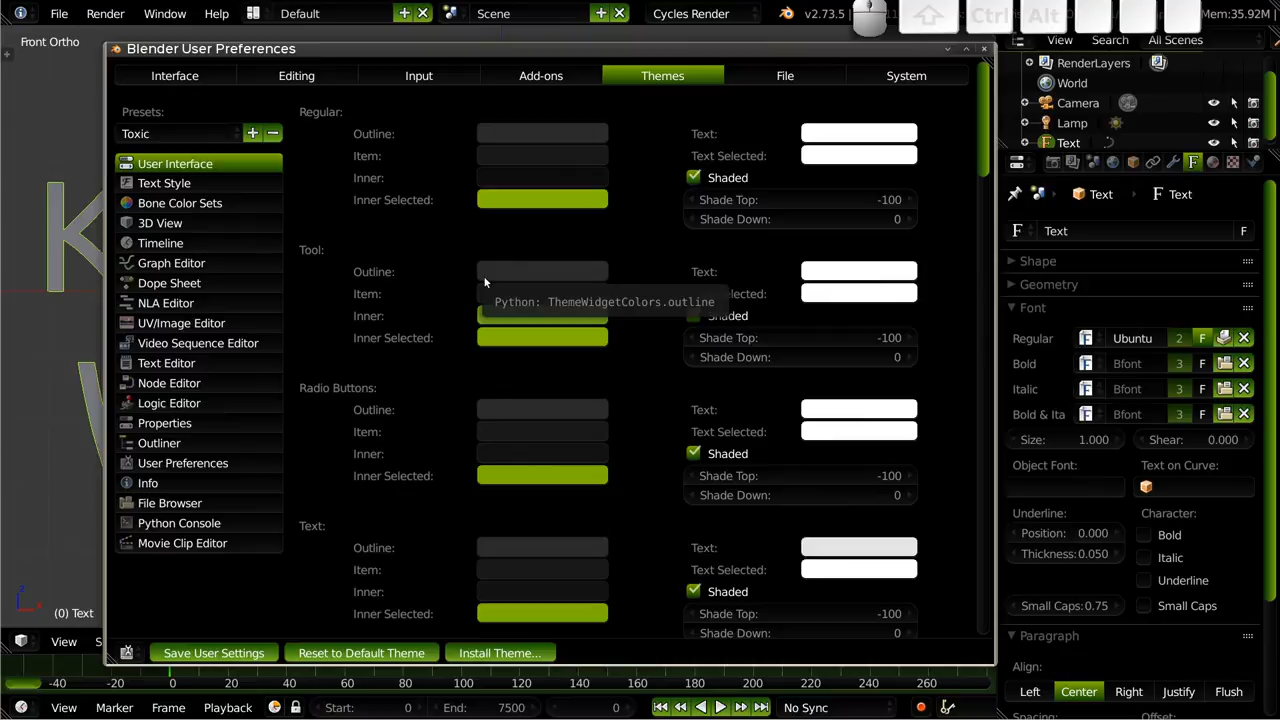 File Render Window Help Default Scene Cycles Render v2.73.5 Ctrl Alt Mem:35.92M
Front Ortho
Blender User Preferences
View Search All Scenes
Interface Editing Input Add-ons Themes File System
RenderLayers
World
Camera
Lamp
Text
Presets:
Toxic
User Interface
Text Style
Bone Color Sets
3D View
Timeline
Graph Editor
Dope Sheet
NLA Editor
UV/Image Editor
Video Sequence Editor
Text Editor
Node Editor
Logic Editor
Properties
Outliner
User Preferences
Info
File Browser
Python Console
Movie Clip Editor
Regular:
Outline: Text:
Item: Text Selected:
Inner: Shaded
Inner Selected: Shade Top: -100
Shade Down: 0
Tool:
Outline: Text:
Item: elected:
Python: ThemeWidgetColors.outline
Inner: haded
Inner Selected: Shade Top: -100
Shade Down: 0
Radio Buttons:
Outline: Text:
Item: Text Selected:
Inner: Shaded
Inner Selected: Shade Top: -100
Shade Down: 0
Text:
Outline: Text:
Item: Text Selected:
Inner: Shaded
Inner Selected: Shade Top: -100
Shade Down: 0
Save User Settings Reset to Default Theme Install Theme...
Text F Text
F Text F
Shape
Geometry
Font
Regular Ubuntu 2 F
Bold Bfont 3 F
Italic Bfont 3 F
Bold & Ita Bfont 3 F
Size: 1.000 Shear: 0.000
Object Font: Text on Curve:
Underline: Character:
Position: 0.000 Bold
Thickness:0.050 Italic
Underline
Small Caps: 0.75 Small Caps
Paragraph
Align:
Left Center Right Justify Flush
K
(0) Text
View S
-40 -20 0 20 40 60 80 100 120 140 160 180 200 220 240 260
View Marker Frame Playback Start: 0 End: 7500 0 No Sync